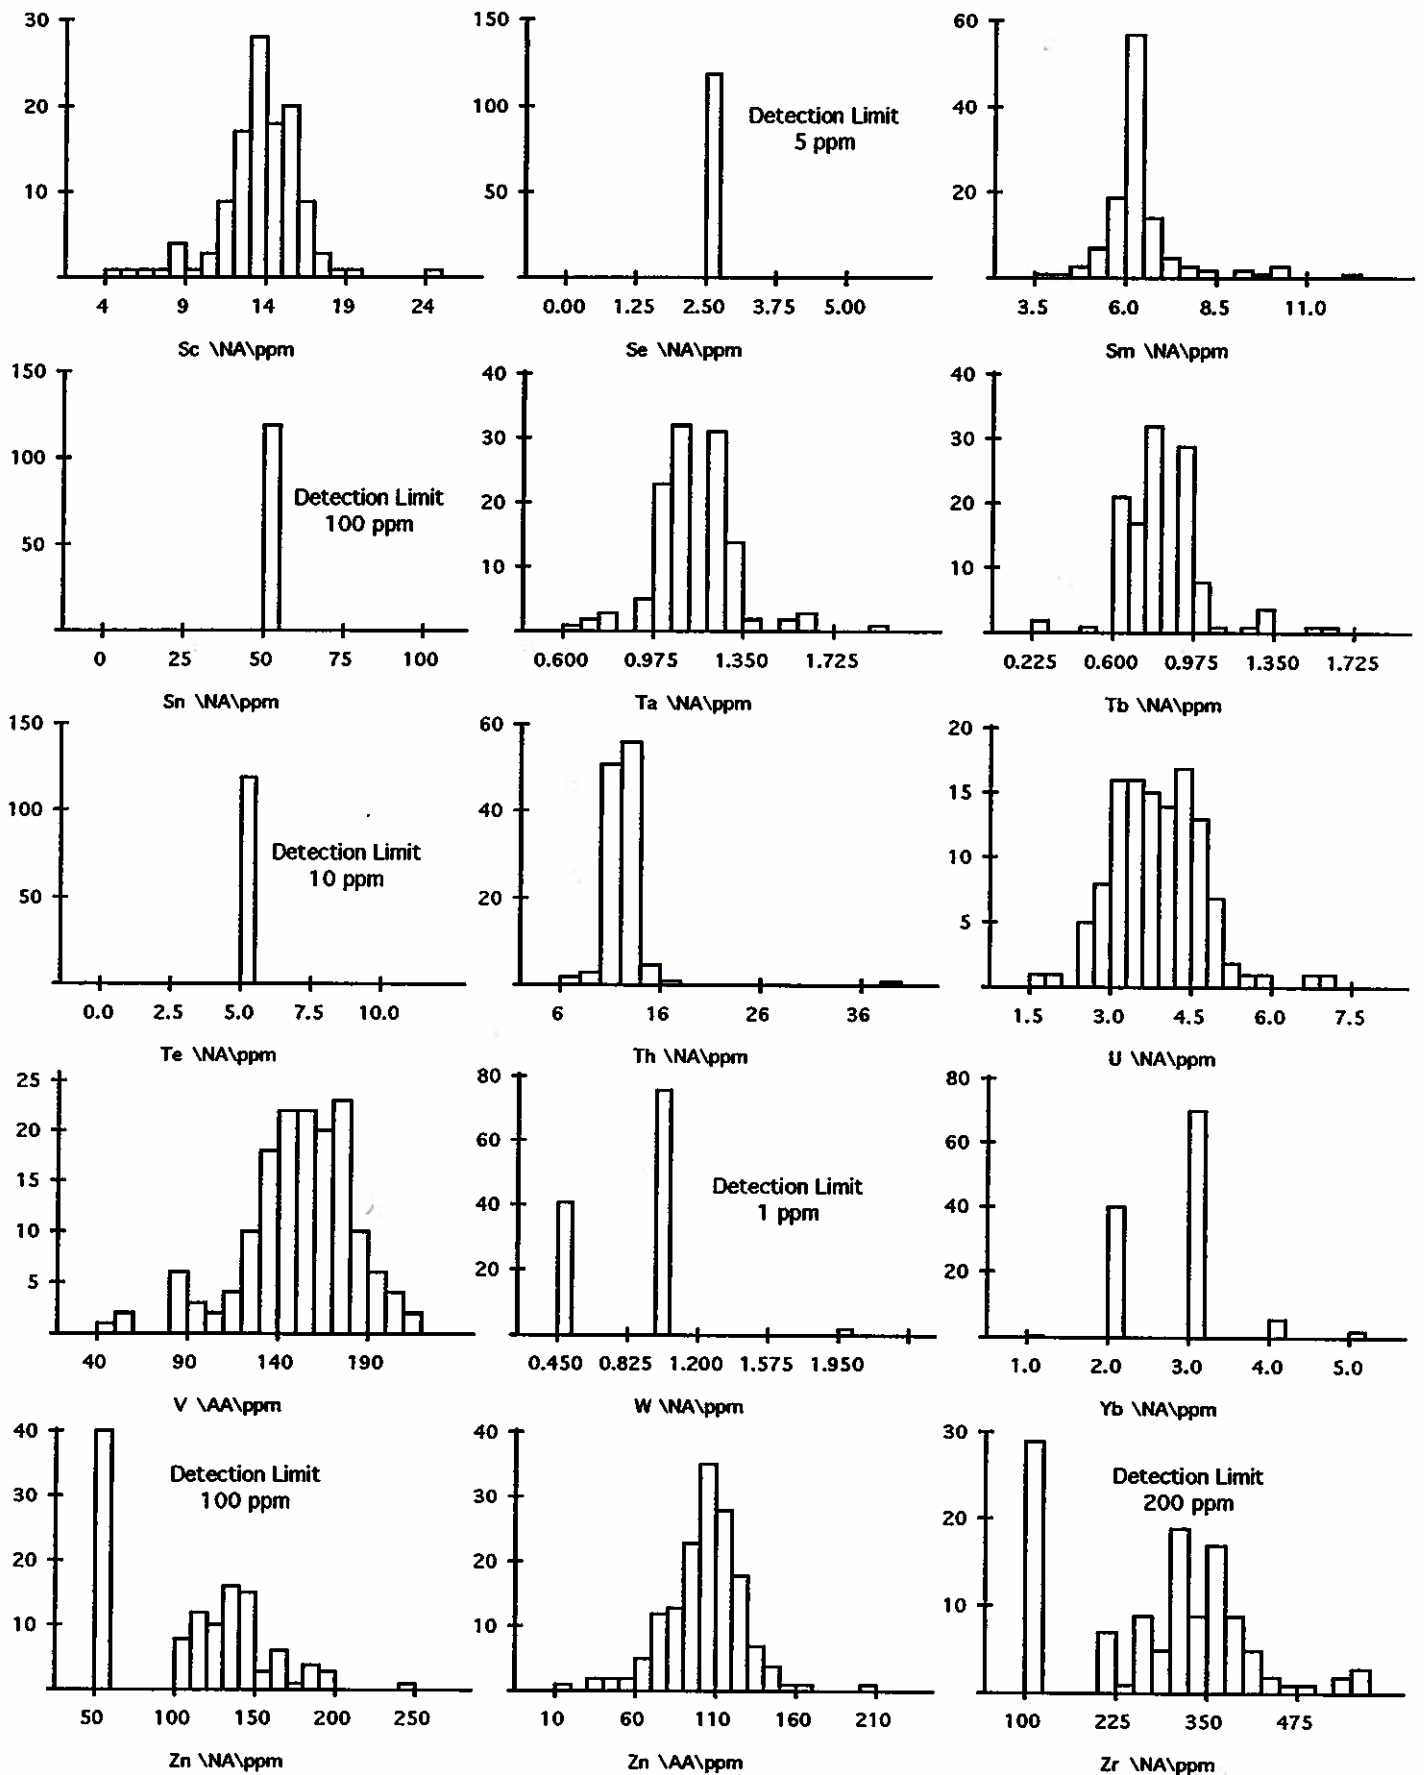 30
20
10
4 9 14 19 24
Sc \NA\ppm
150
100
50
Detection Limit
5 ppm
0.00 1.25 2.50 3.75 5.00
Se \NA\ppm
60
40
20
3.5 6.0 8.5 11.0
Sm \NA\ppm
150
100
50
Detection Limit
100 ppm
0 25 50 75 100
Sn \NA\ppm
40
30
20
10
0.600 0.975 1.350 1.725
Ta \NA\ppm
40
30
20
10
0.225 0.600 0.975 1.350 1.725
Tb \NA\ppm
150
100
50
Detection Limit
10 ppm
0.0 2.5 5.0 7.5 10.0
Te \NA\ppm
60
40
20
6 16 26 36
Th \NA\ppm
20
15
10
5
1.5 3.0 4.5 6.0 7.5
U \NA\ppm
25
20
15
10
5
40 90 140 190
V \AA\ppm
80
60
40
20
Detection Limit
1 ppm
0.450 0.825 1.200 1.575 1.950
W \NA\ppm
80
60
40
20
1.0 2.0 3.0 4.0 5.0
Yb \NA\ppm
40
30
20
10
Detection Limit
100 ppm
50 100 150 200 250
Zn \NA\ppm
40
30
20
10
10 60 110 160 210
Zn \AA\ppm
30
20
10
Detection Limit
200 ppm
100 225 350 475
Zr \NA\ppm